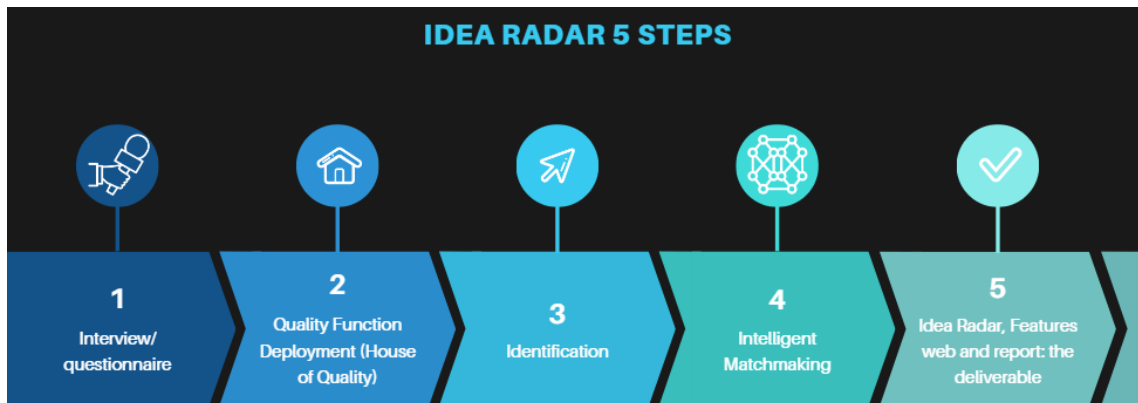 IDEA RADAR 5 STEPS
1
Interview/
questionnaire
2
Quality Function
Deployment (House
of Quality)
3
Identification
4
Intelligent
Matchmaking
5
Idea Radar, Features
web and report: the
deliverable